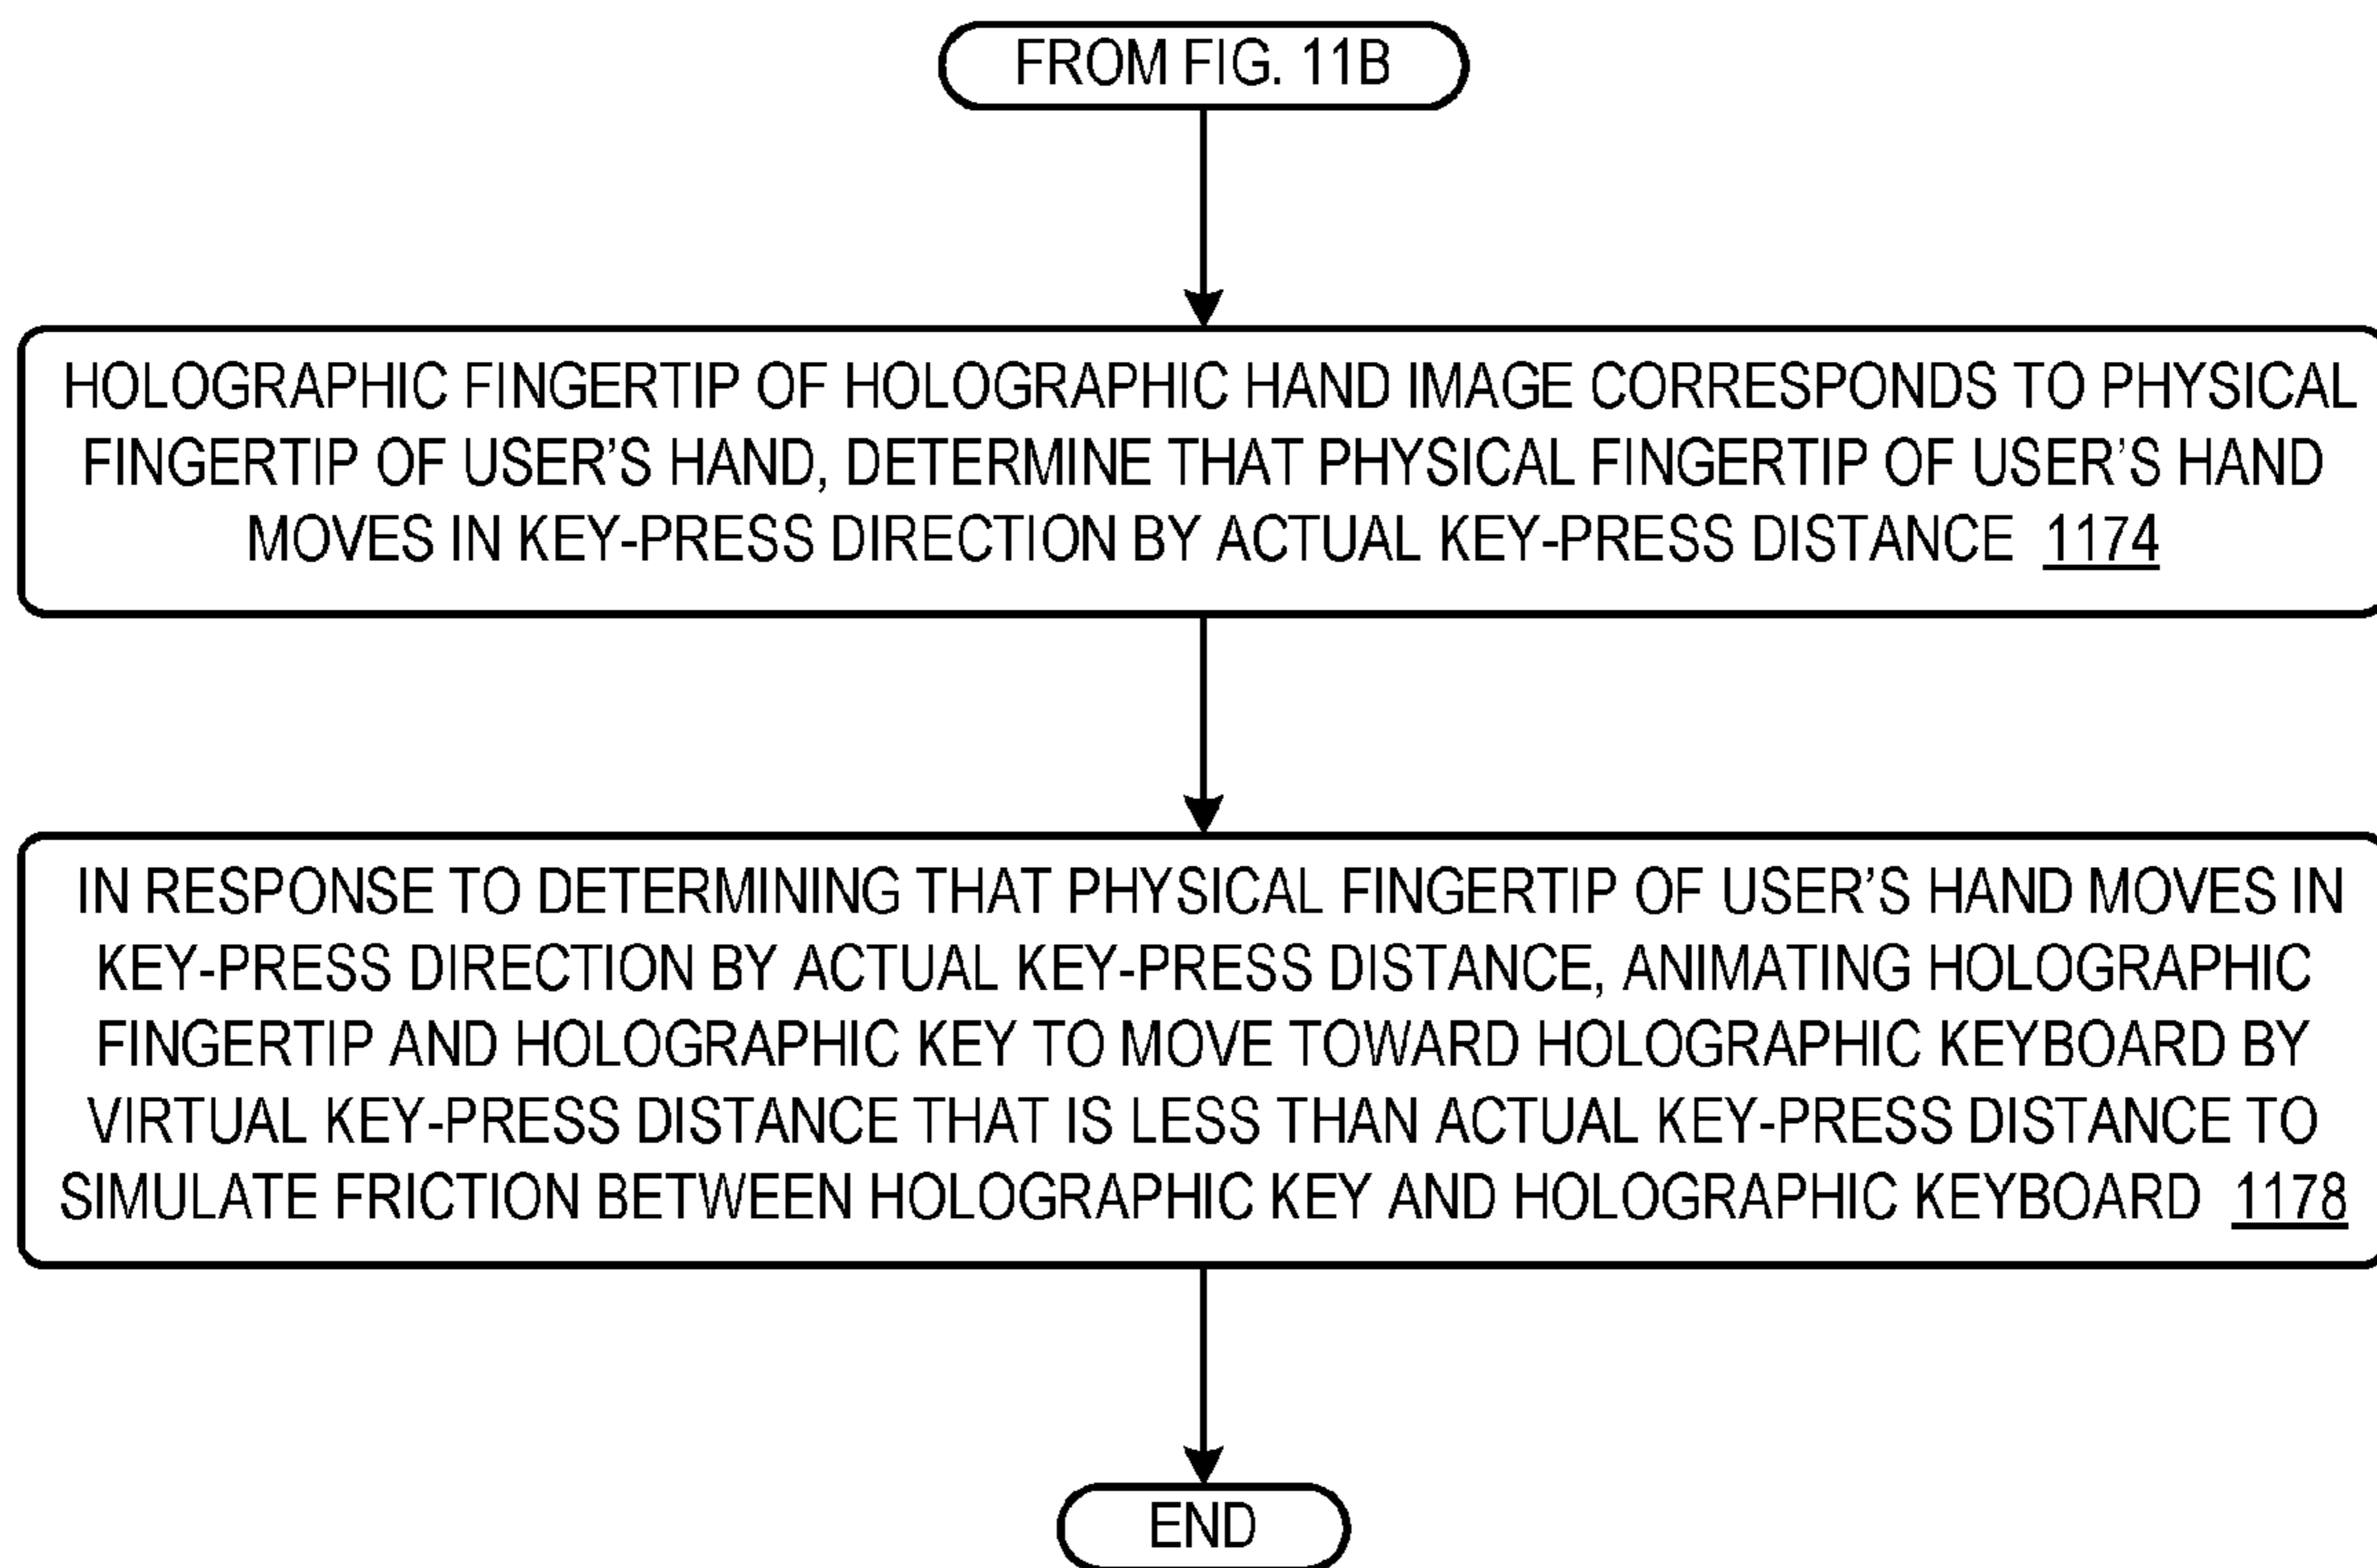 FROM FIG. 11B
HOLOGRAPHIC FINGERTIP OF HOLOGRAPHIC HAND IMAGE CORRESPONDS TO PHYSICAL
FINGERTIP OF USER'S HAND, DETERMINE THAT PHYSICAL FINGERTIP OF USER'S HAND
MOVES IN KEY-PRESS DIRECTION BY ACTUAL KEY-PRESS DISTANCE 1174
IN RESPONSE TO DETERMINING THAT PHYSICAL FINGERTIP OF USER'S HAND MOVES IN
KEY-PRESS DIRECTION BY ACTUAL KEY-PRESS DISTANCE, ANIMATING HOLOGRAPHIC
FINGERTIP AND HOLOGRAPHIC KEY TO MOVE TOWARD HOLOGRAPHIC KEYBOARD BY
VIRTUAL KEY-PRESS DISTANCE THAT IS LESS THAN ACTUAL KEY-PRESS DISTANCE TO
SIMULATE FRICTION BETWEEN HOLOGRAPHIC KEY AND HOLOGRAPHIC KEYBOARD 1178
END